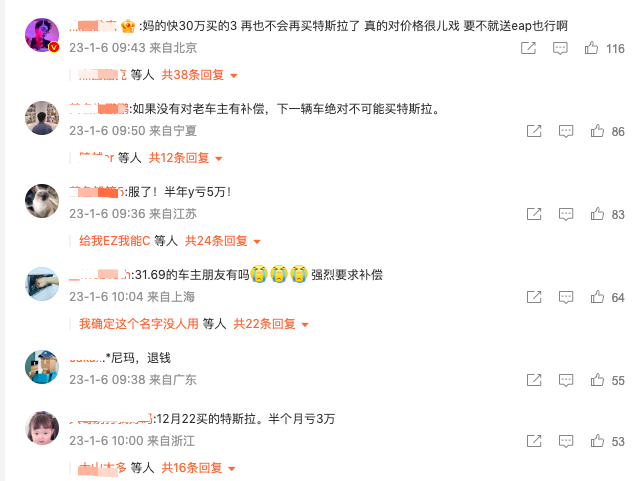 :妈的快30万买的3 再也不会再买特斯拉了 真的对价格很儿戏 要不就送eap也行啊
23-1-6 09:43 来自北京
116
等人 共38条回复
:如果没有对老车主有补偿，下一辆车绝对不可能买特斯拉。
23-1-6 09:50 来自宁夏
86
等人 共12条回复
:服了！半年y亏5万！
23-1-6 09:36 来自江苏
83
给我EZ我能C 等人 共24条回复
:31.69的车主朋友有吗😭😭😭 强烈要求补偿
23-1-6 10:04 来自上海
64
我确定这个名字没人用 等人 共22条回复
.*尼玛，退钱
23-1-6 09:38 来自广东
55
:12月22买的特斯拉。半个月亏3万
23-1-6 10:00 来自浙江
53
等人 共16条回复